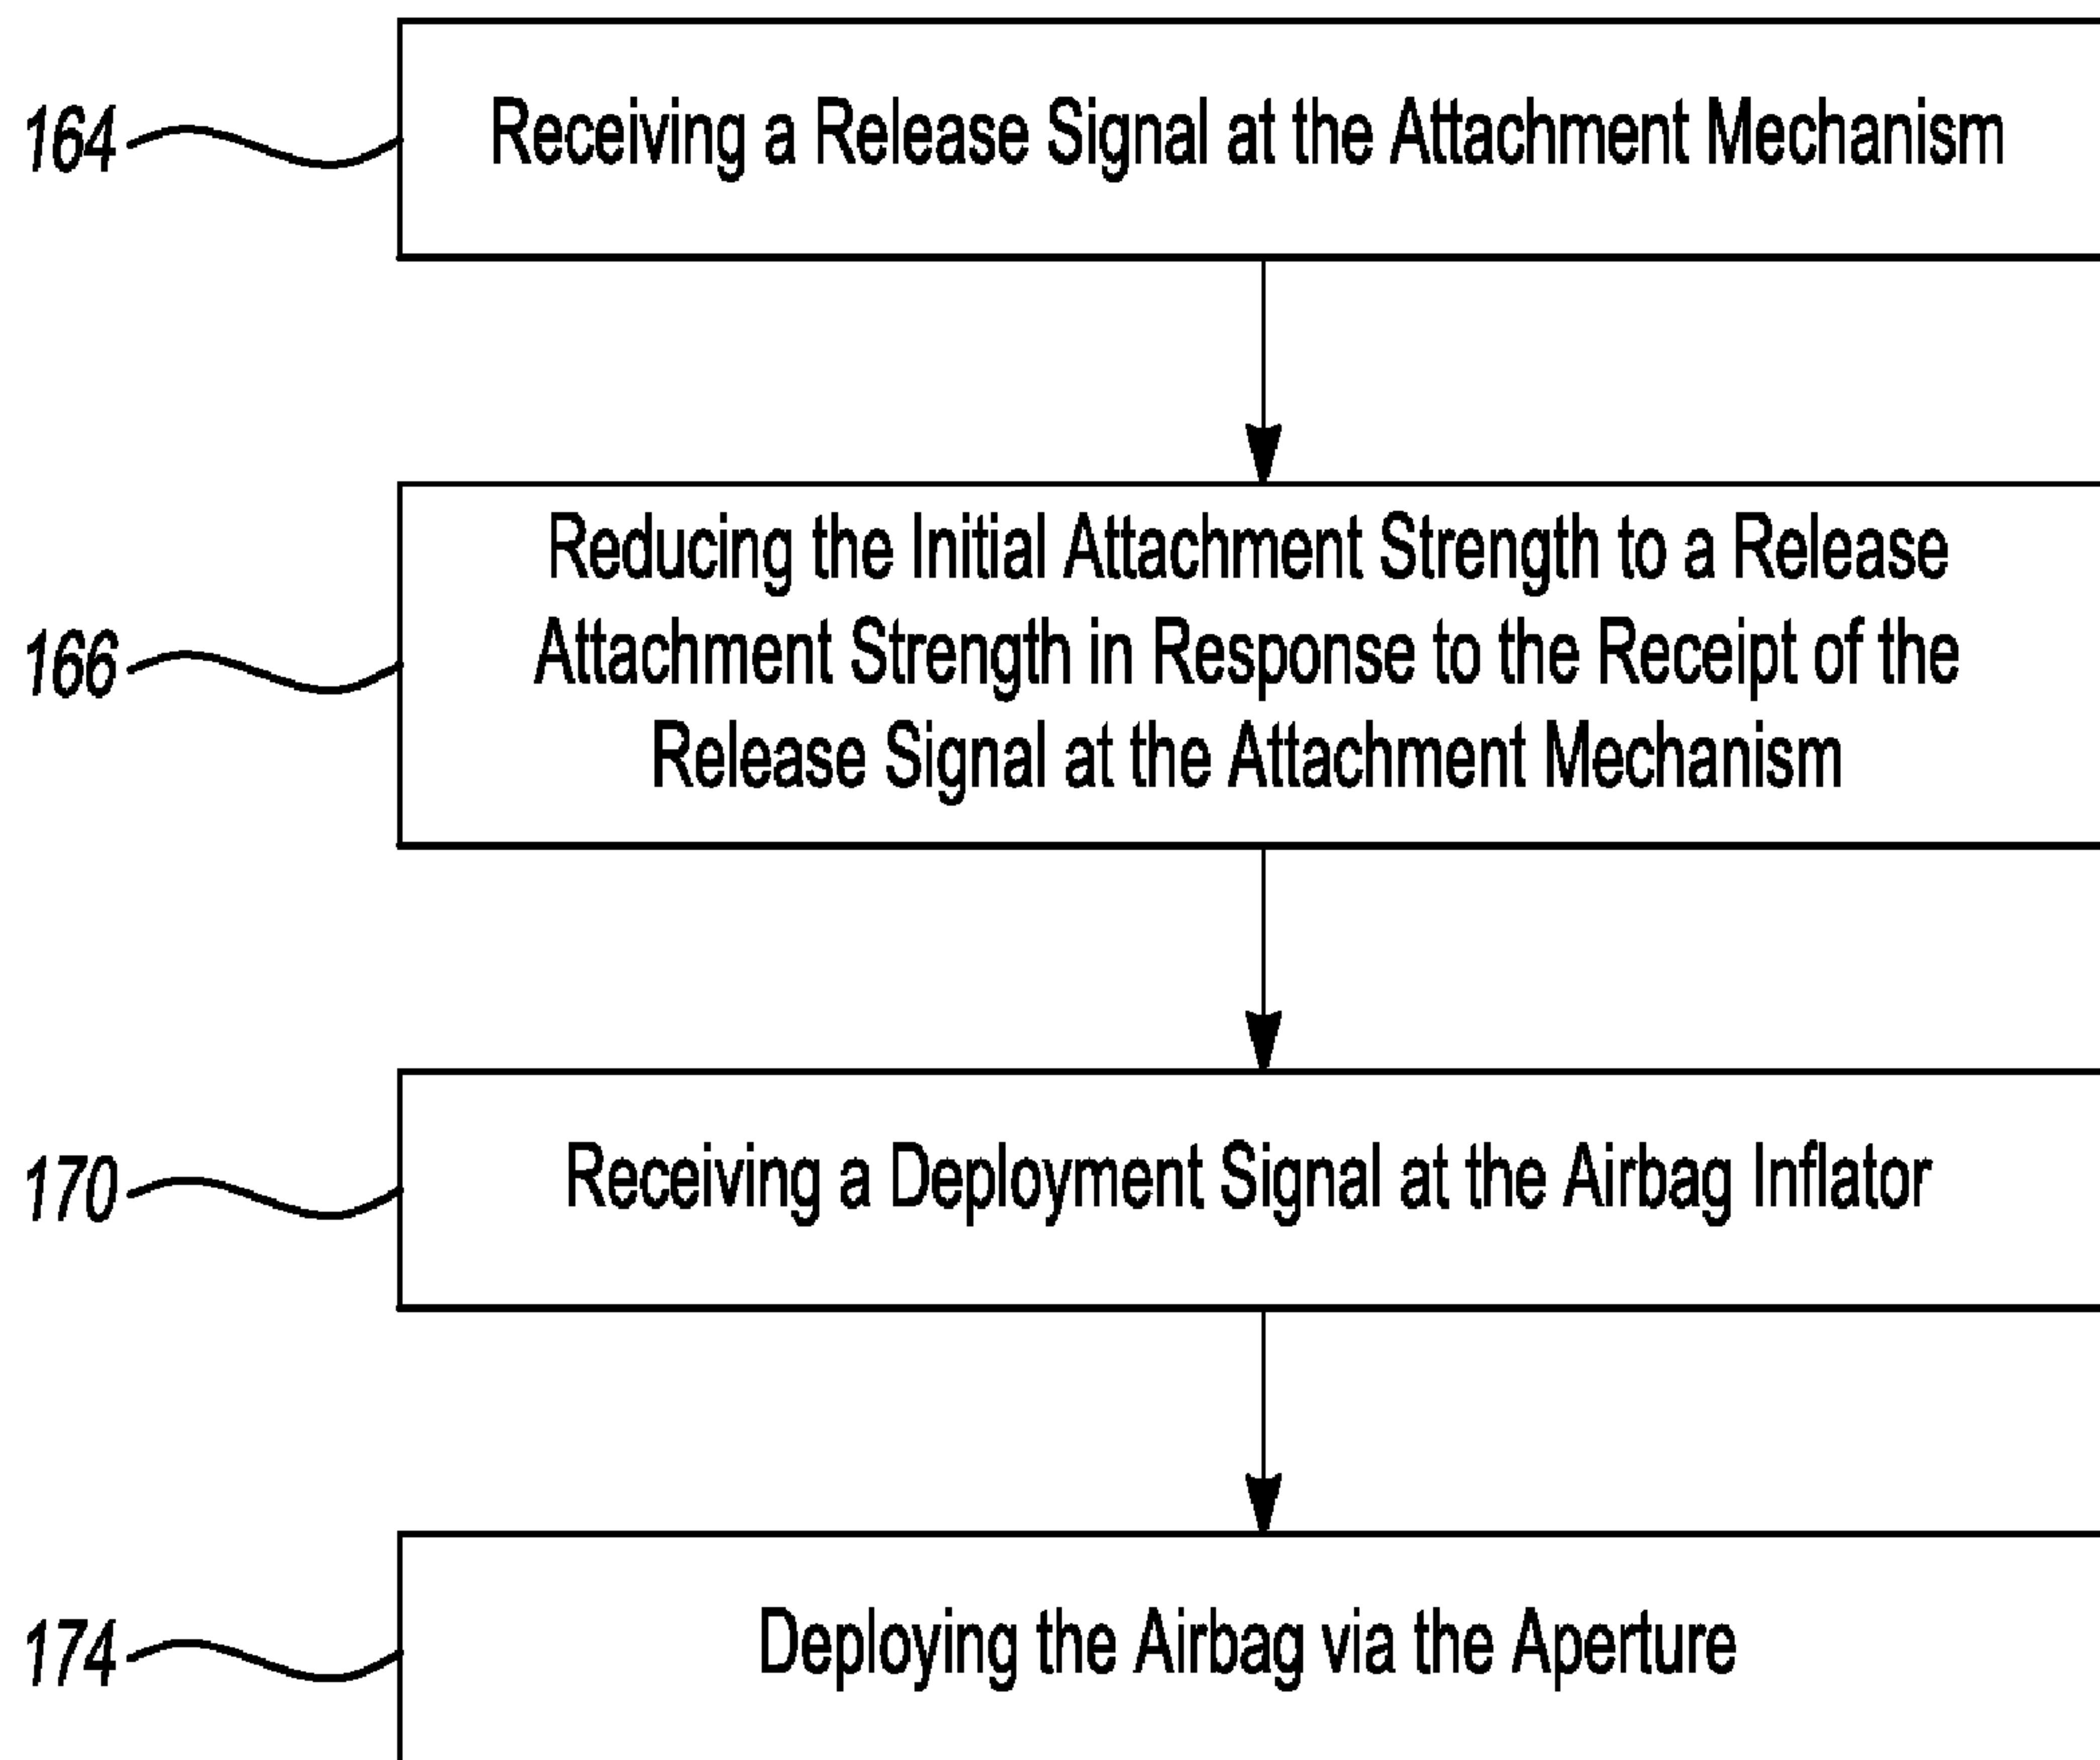 164
Receiving a Release Signal at the Attachment Mechanism
166
Reducing the Initial Attachment Strength to a Release
Attachment Strength in Response to the Receipt of the
Release Signal at the Attachment Mechanism
170
Receiving a Deployment Signal at the Airbag Inflator
174
Deploying the Airbag via the Aperture